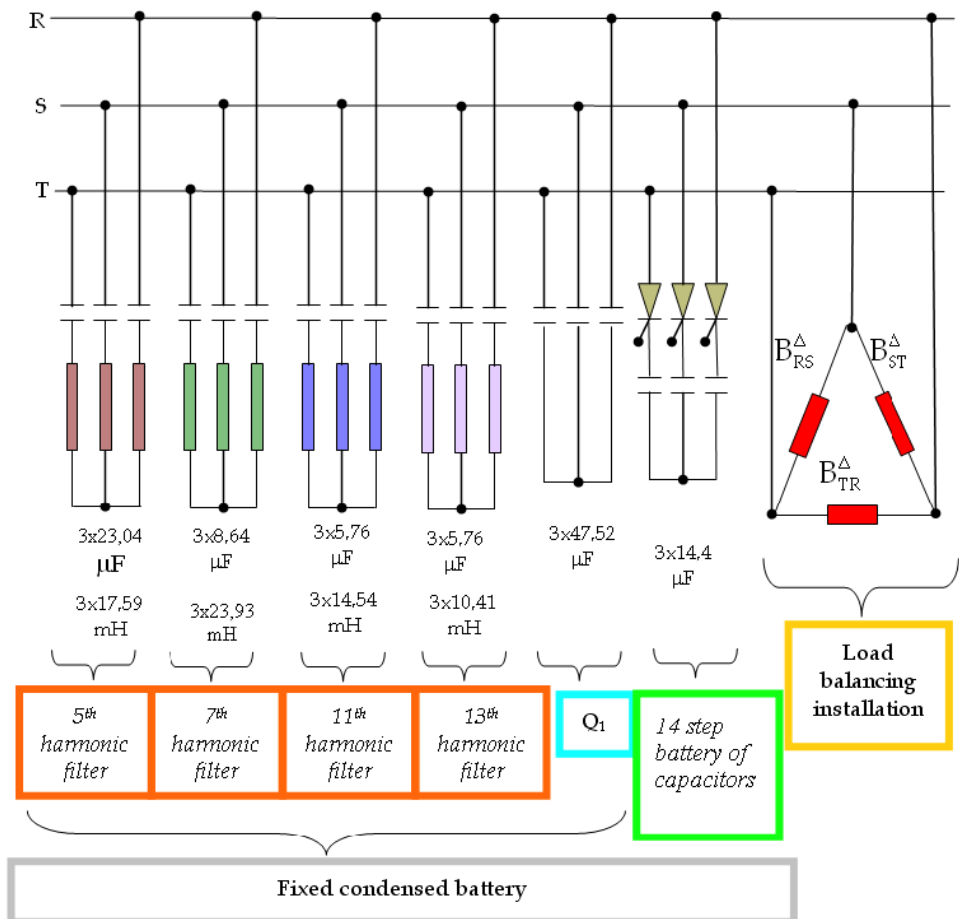 R
S
T
B^Δ_RS
B^Δ_ST
B^Δ_TR
3x23,04
μF
3x17,59
mH
3x8,64
μF
3x23,93
mH
3x5,76
μF
3x14,54
mH
3x5,76
μF
3x10,41
mH
3x47,52
μF
3x14,4
μF
5th
harmonic
filter
7th
harmonic
filter
11th
harmonic
filter
13th
harmonic
filter
Q1
14 step
battery of
capacitors
Load
balancing
installation
Fixed condensed battery